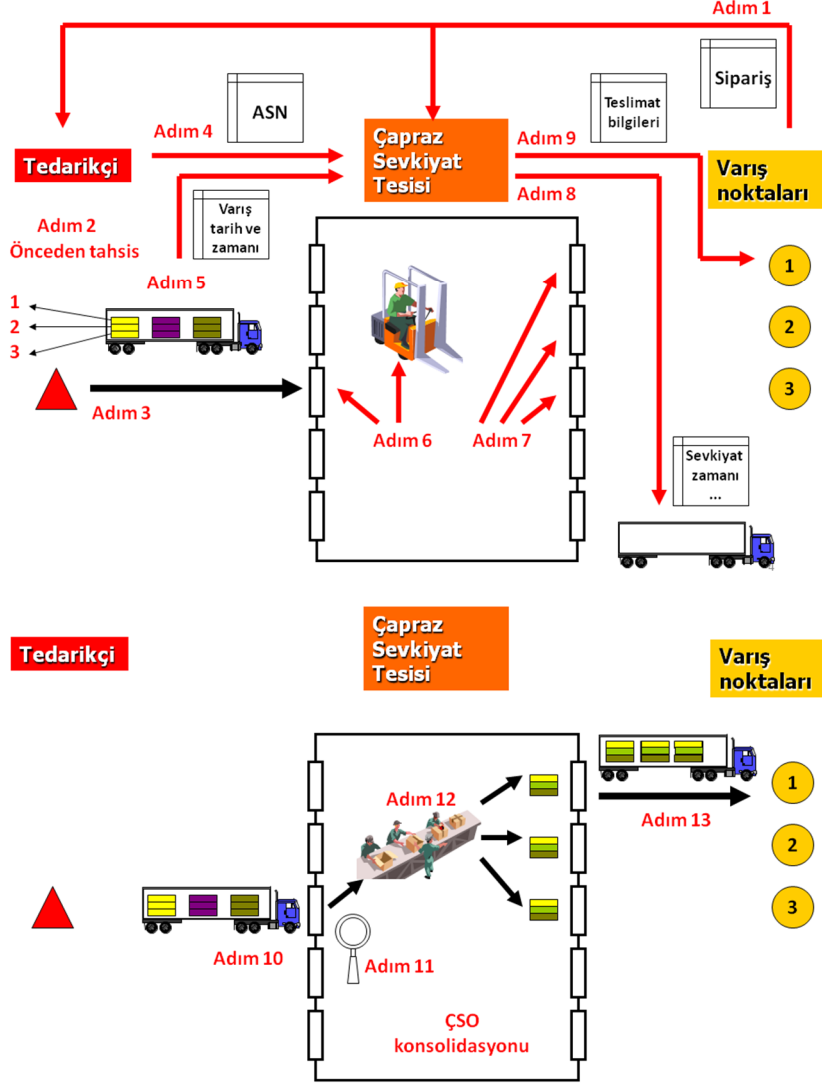 Adım 1
Sipariş
ASN
Teslimat
bilgileri
Adım 4
Çapraz
Sevkiyat
Tesisi
Adım 9
Tedarikçi
Varış
noktaları
Adım 8
Varış
tarih ve
zamanı
Adım 2
Önceden tahsis
Adım 5
1
2
3
1
2
3
Adım 3
Adım 6
Adım 7
Sevkiyat
zamanı
...
Tedarikçi
Çapraz
Sevkiyat
Tesisi
Varış
noktaları
Adım 12
Adım 13
1
2
3
Adım 10
Adım 11
ÇSO
konsolidasyonu